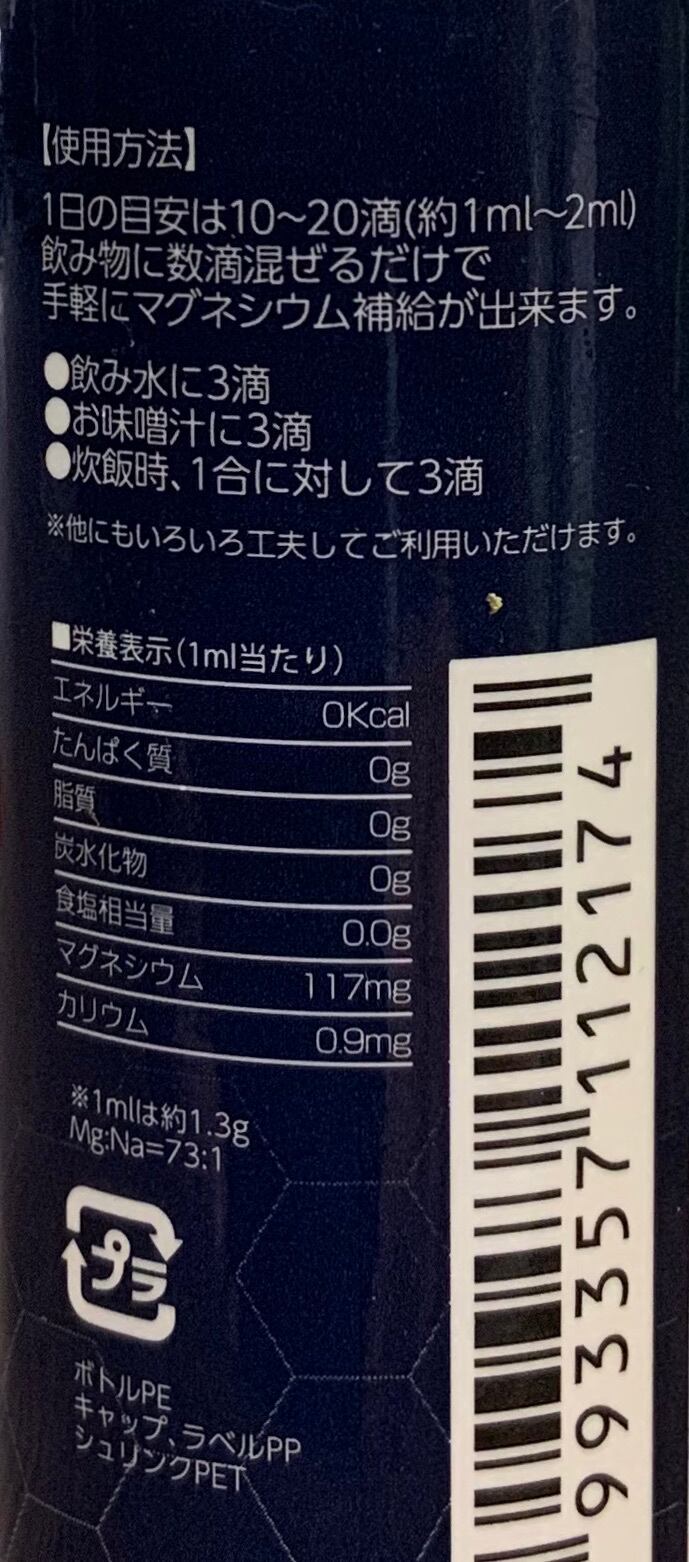 【使用方法】
1日の目安は10〜20滴(約1ml〜2ml)
飲み物に数滴混ぜるだけで
手軽にマグネシウム補給が出来ます。
●飲み水に3滴
●お味噌汁に3滴
●炊飯時、1合に対して3滴
※他にもいろいろ工夫してご利用いただけます。
■栄養表示(1ml当たり)
エネルギー 0Kcal
たんぱく質 0g
脂質 0g
炭水化物 0g
食塩相当量 0.0g
マグネシウム 117mg
カリウム 0.9mg
※1mlは約1.3g
Mg:Na=73:1
プラ
ボトルPE
キャップ、ラベルPP
シュリンクPET
993357112174